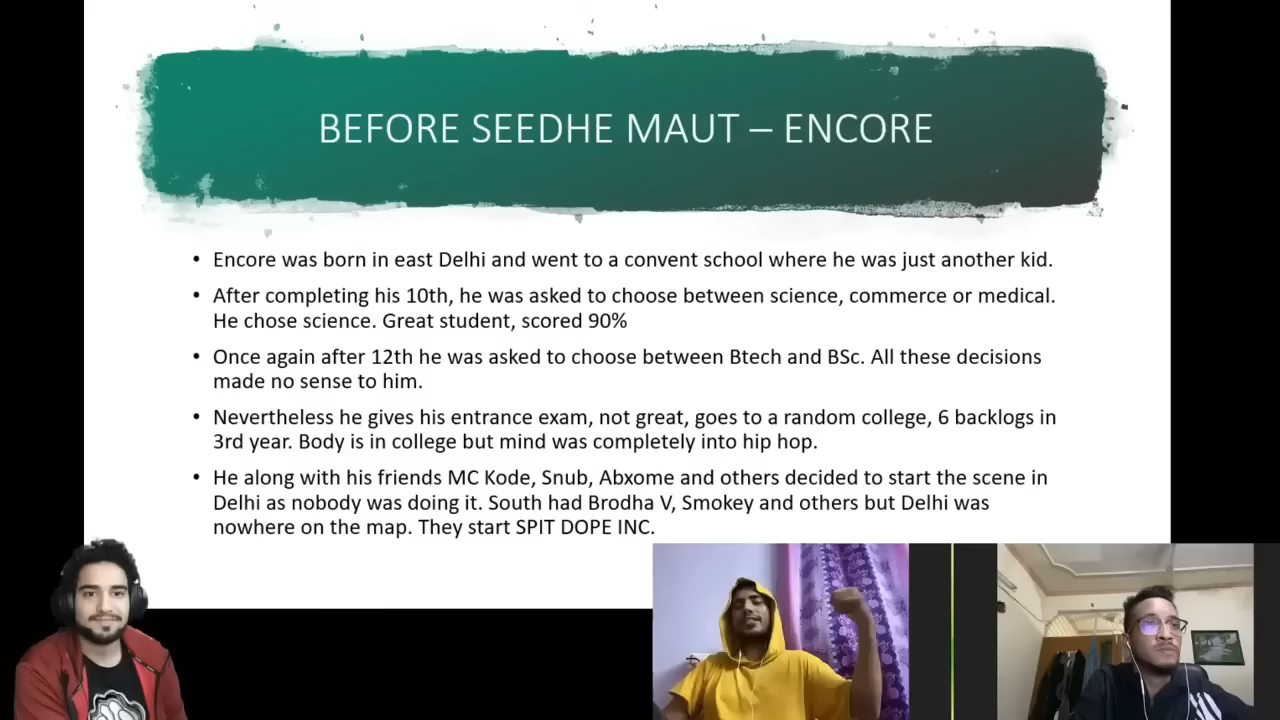 BEFORE SEEDHE MAUT – ENCORE
• Encore was born in east Delhi and went to a convent school where he was just another kid.
• After completing his 10th, he was asked to choose between science, commerce or medical.
He chose science. Great student, scored 90%
• Once again after 12th he was asked to choose between Btech and BSc. All these decisions
made no sense to him.
• Nevertheless he gives his entrance exam, not great, goes to a random college, 6 backlogs in
3rd year. Body is in college but mind was completely into hip hop.
• He along with his friends MC Kode, Snub, Abxome and others decided to start the scene in
Delhi as nobody was doing it. South had Brodha V, Smokey and others but Delhi was
nowhere on the map. They start SPIT DOPE INC.